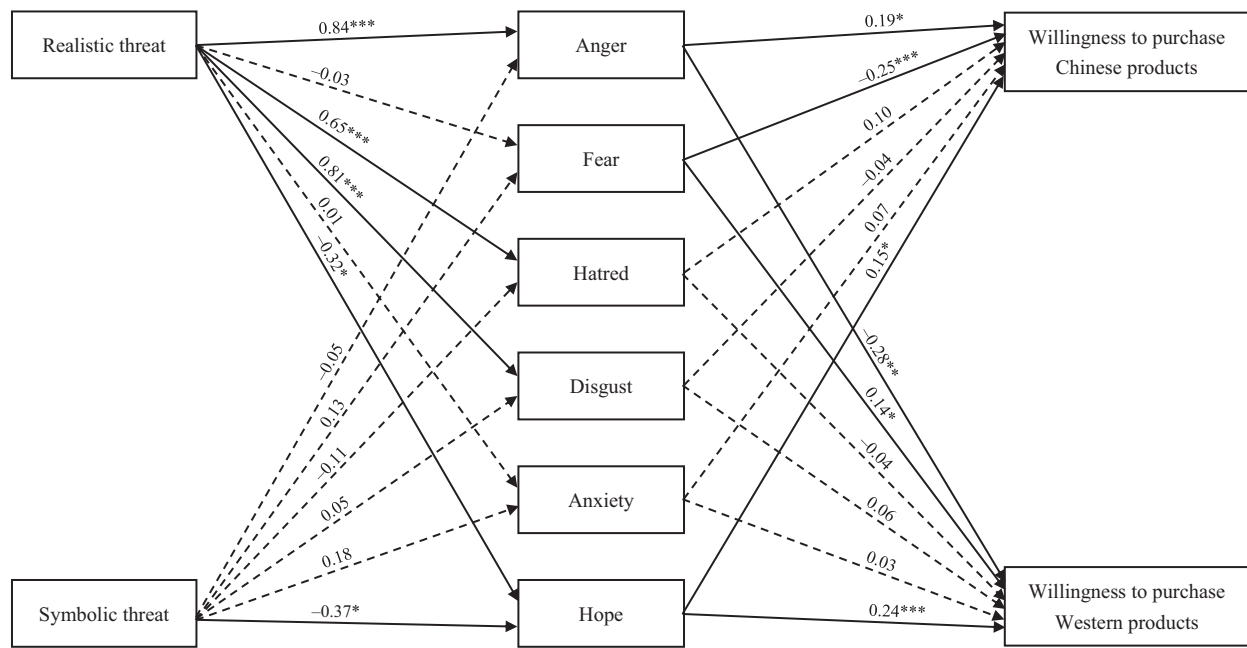 Realistic threat
Symbolic threat
0.84***
–0.03
0.65***
0.81***
0.01
–0.32*
–0.05
0.13
–0.11
0.05
0.18
–0.37*
Anger
Fear
Hatred
Disgust
Anxiety
Hope
0.19*
–0.25***
0.10
–0.04
0.07
0.15*
–0.28**
0.14*
–0.04
0.06
0.03
0.24***
Willingness to purchase
Chinese products
Willingness to purchase
Western products